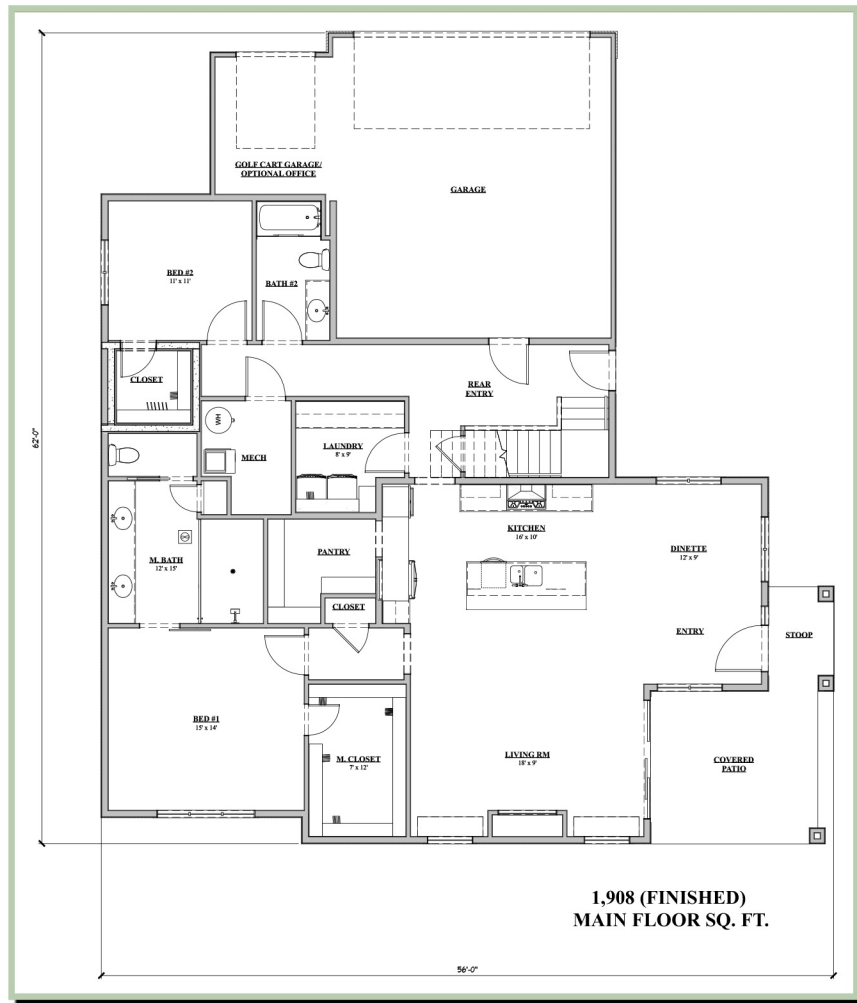 GOLF CART GARAGE/
OPTIONAL OFFICE
GARAGE
BED #2
11' x 11'
BATH #2
CLOSET
REAR
ENTRY
62'-0"
WH
MECH
LAUNDRY
8' x 9'
KITCHEN
16' x 10'
DINETTE
12' x 9'
M. BATH
12' x 15'
PANTRY
CLOSET
ENTRY
STOOP
BED #1
15' x 14'
M. CLOSET
7' x 12'
LIVING RM
18' x 9'
COVERED
PATIO
1,908 (FINISHED)
MAIN FLOOR SQ. FT.
56'-0"